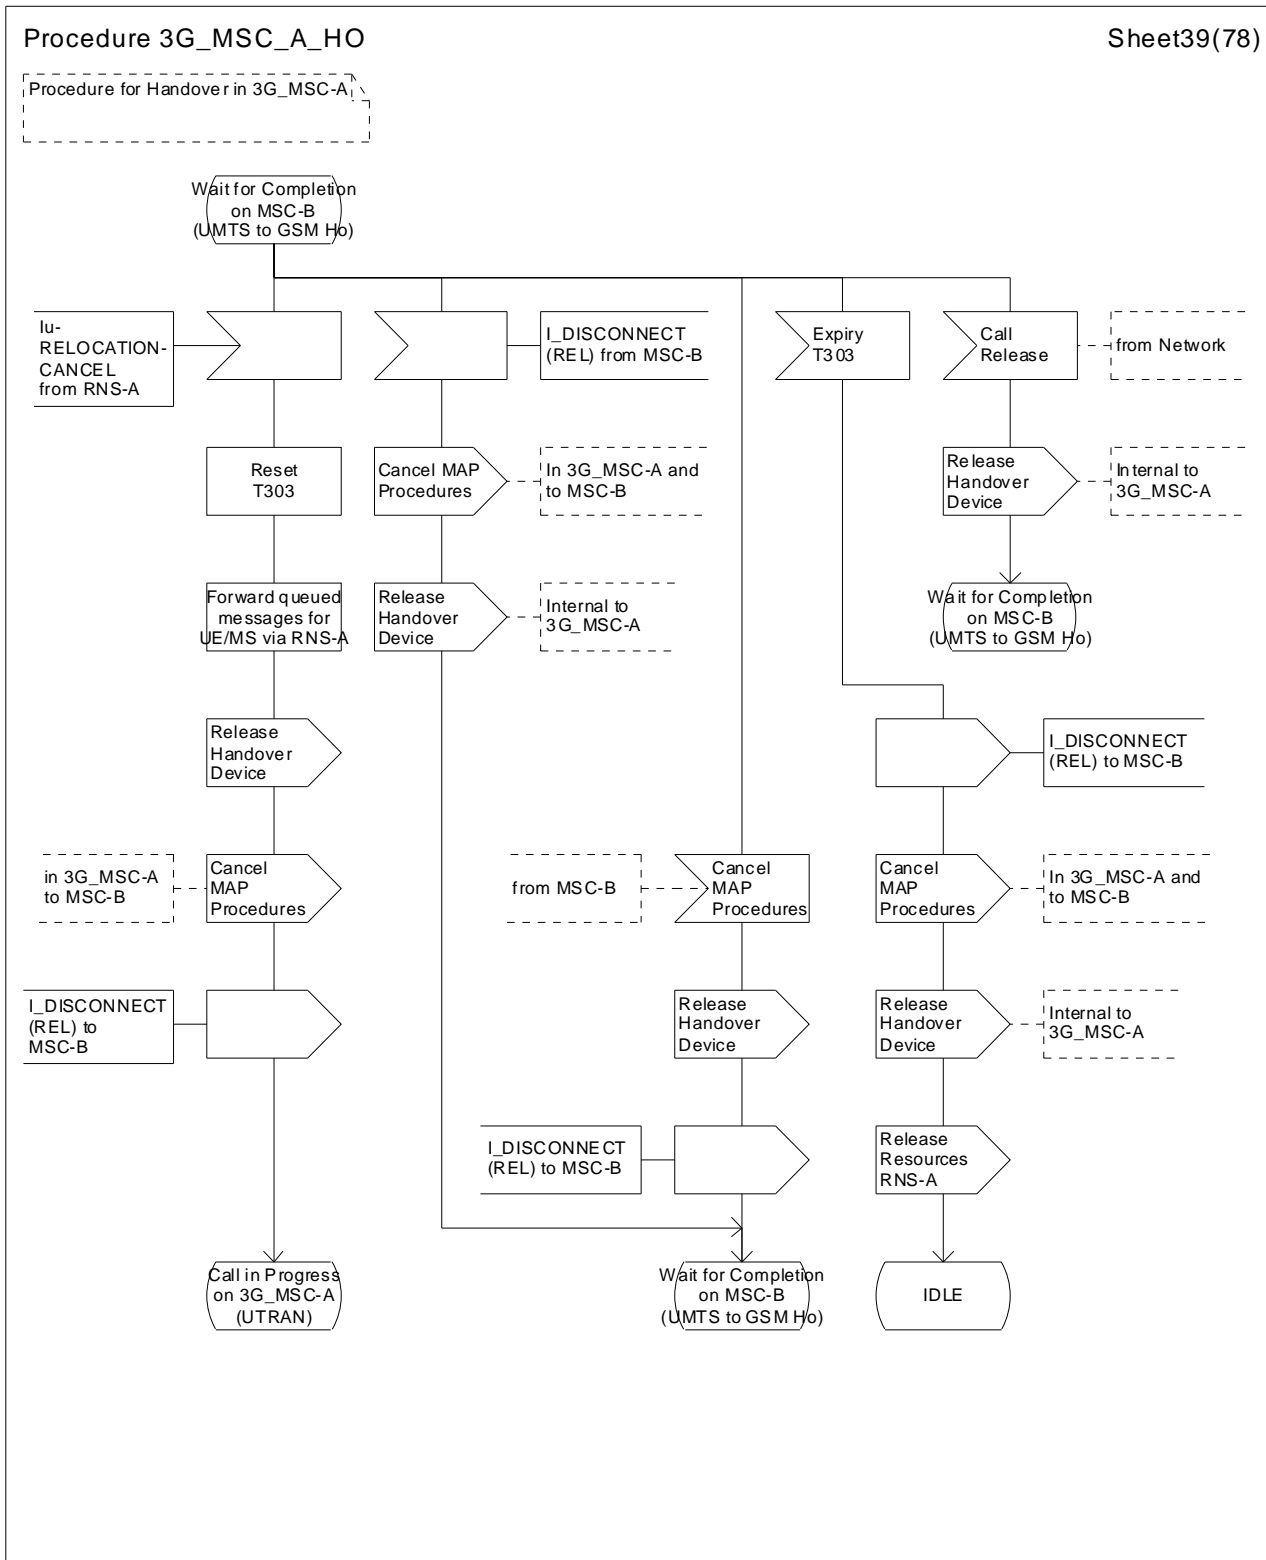 Procedure 3G_MSC_A_HO
Sheet39(78)
Procedure for Handover in 3G_MSC-A
Wait for Completion
on MSC-B
(UMTS to GSM Ho)
Iu-
RELOCATION-
CANCEL
from RNS-A
I_DISCONNECT
(REL) from MSC-B
Expiry
T303
Call
Release
from Network
Reset
T303
Cancel MAP
Procedures
In 3G_MSC-A and
to MSC-B
Release
Handover
Device
Internal to
3G_MSC-A
Forward queued
messages for
UE/MS via RNS-A
Release
Handover
Device
Internal to
3G_MSC-A
Wait for Completion
on MSC-B
(UMTS to GSM Ho)
Release
Handover
Device
I_DISCONNECT
(REL) to MSC-B
in 3G_MSC-A
to MSC-B
Cancel
MAP
Procedures
from MSC-B
Cancel
MAP
Procedures
Cancel
MAP
Procedures
In 3G_MSC-A and
to MSC-B
I_DISCONNECT
(REL) to
MSC-B
Release
Handover
Device
Release
Handover
Device
Internal to
3G_MSC-A
I_DISCONNECT
(REL) to MSC-B
Release
Resources
RNS-A
Call in Progress
on 3G_MSC-A
(UTRAN)
Wait for Completion
on MSC-B
(UMTS to GSM Ho)
IDLE